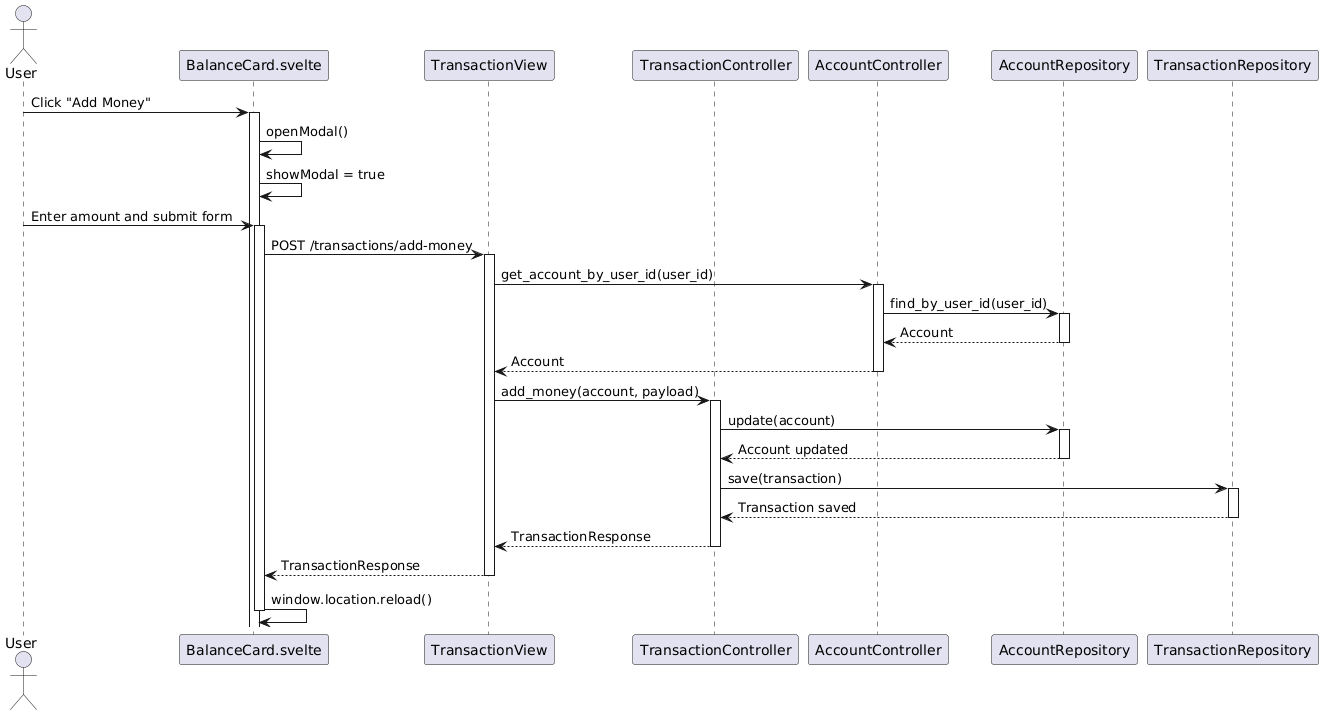 User
BalanceCard.svelte
TransactionView
TransactionController
AccountController
AccountRepository
TransactionRepository
Click "Add Money"
openModal()
showModal = true
Enter amount and submit form
POST /transactions/add-money
get_account_by_user_id(user_id)
find_by_user_id(user_id)
Account
Account
add_money(account, payload)
update(account)
Account updated
save(transaction)
Transaction saved
TransactionResponse
TransactionResponse
window.location.reload()
User
BalanceCard.svelte
TransactionView
TransactionController
AccountController
AccountRepository
TransactionRepository